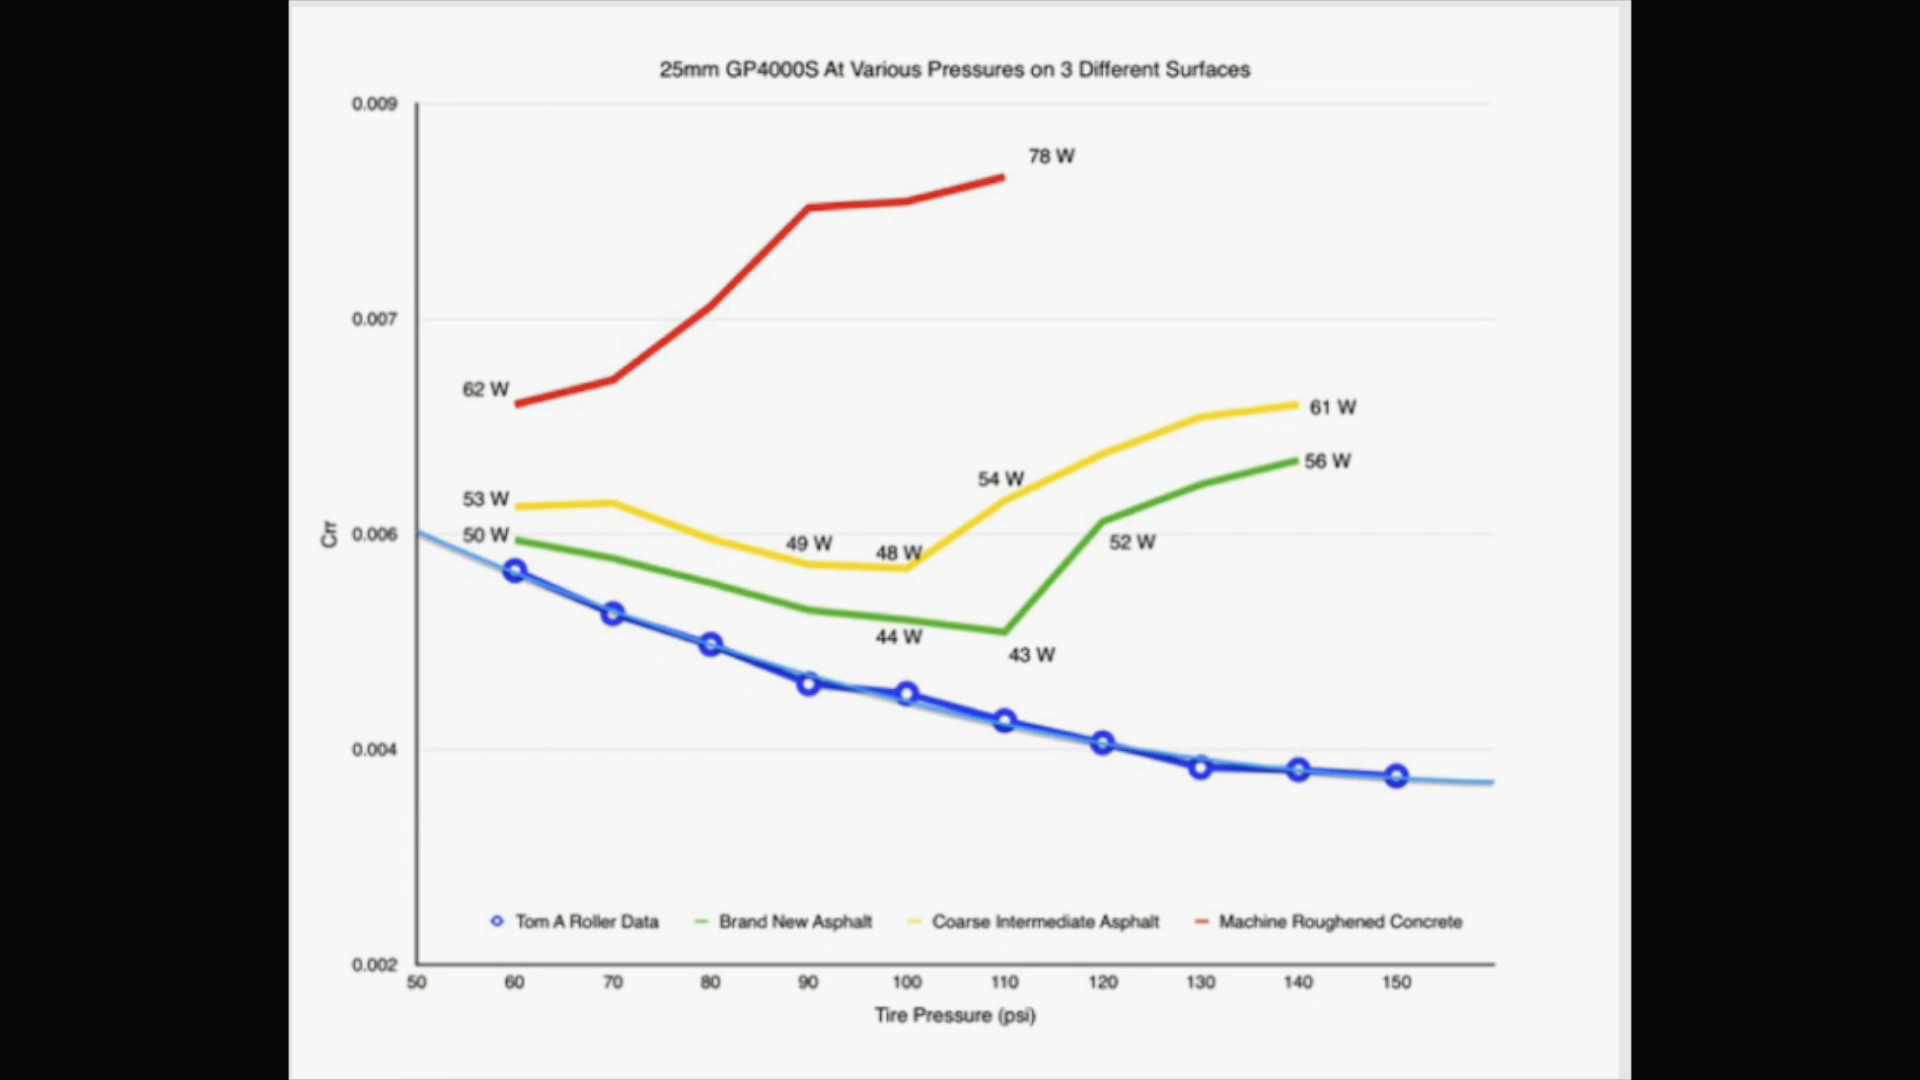 25mm GP4000S At Various Pressures on 3 Different Surfaces
0.009
78 W
0.007
62 W
61 W
56 W
54 W
53 W
Crr
0.006
50 W
49 W
48 W
52 W
44 W
43 W
0.004
Tom A Roller Data
Brand New Asphalt
Coarse Intermediate Asphalt
Machine Roughened Concrete
0.002
50 60 70 80 90 100 110 120 130 140 150
Tire Pressure (psi)